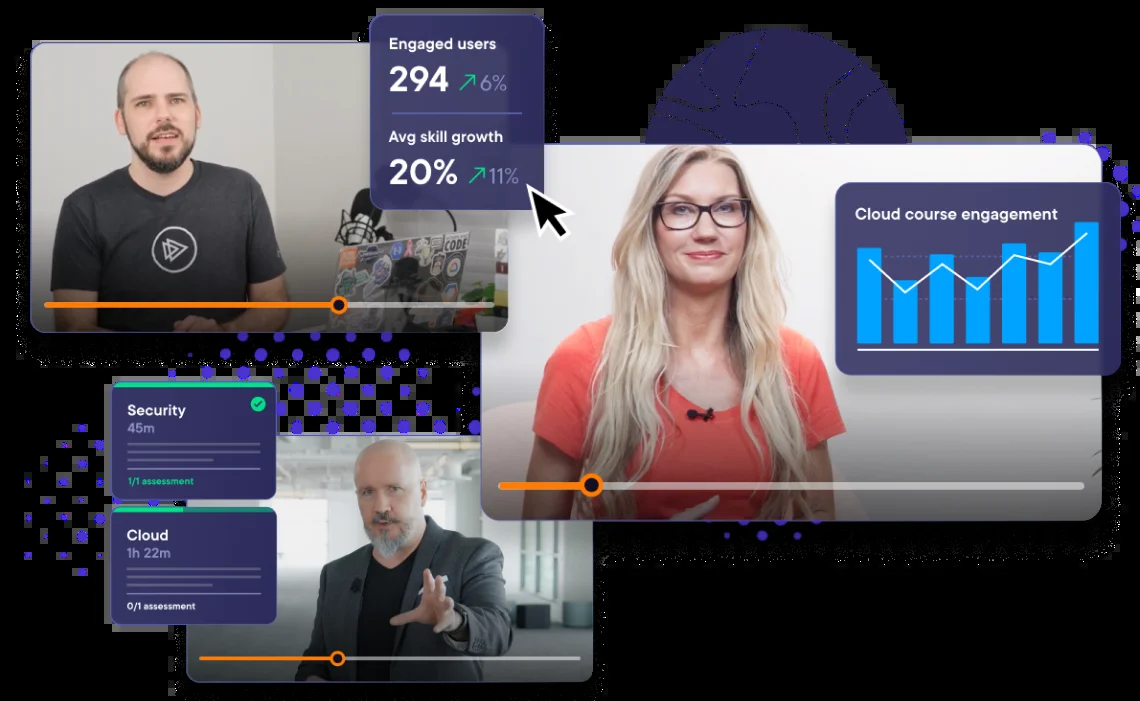 Engaged users
294 6%
Avg skill growth
20% 11%
CODE
Cloud course engagement
Security
45m
1/1 assessment
Cloud
1h 22m
0/1 assessment